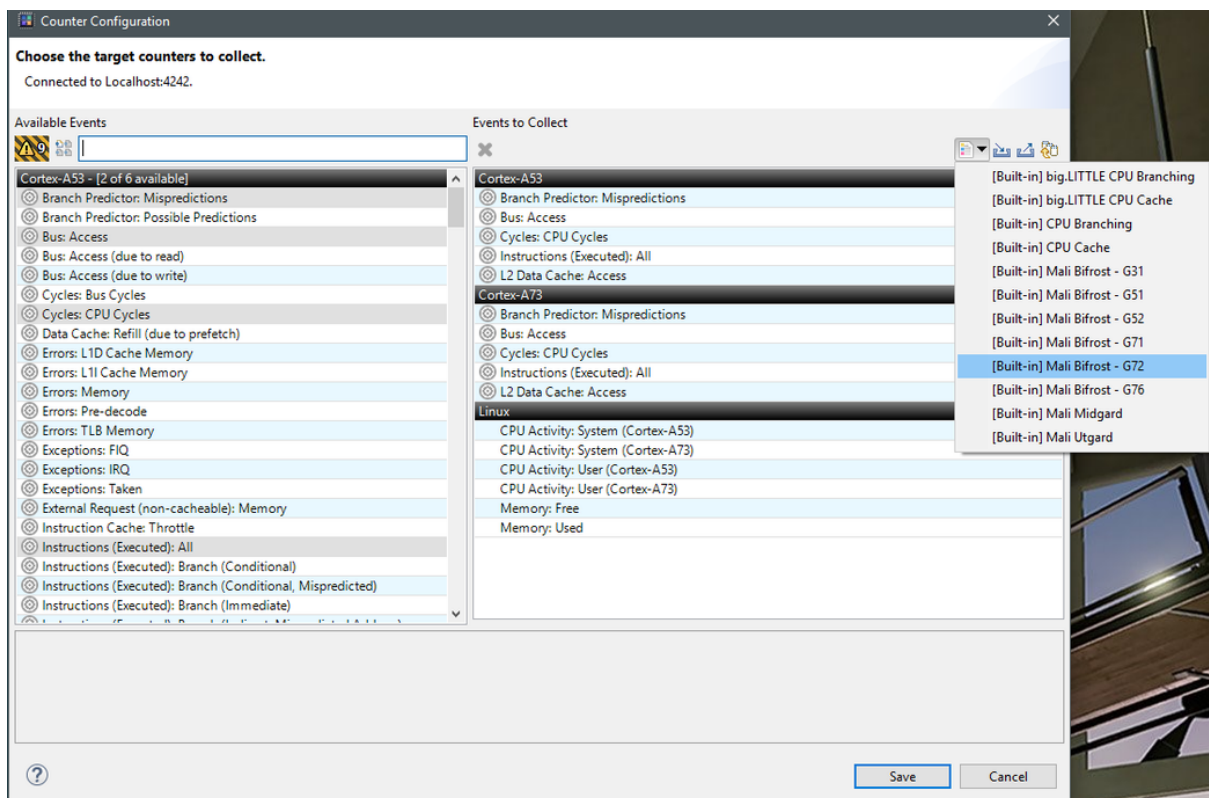 Counter Configuration
Choose the target counters to collect.
Connected to Localhost:4242.
Available Events
Events to Collect
9
Cortex-A53 - [2 of 6 available]
Branch Predictor: Mispredictions
Branch Predictor: Possible Predictions
Bus: Access
Bus: Access (due to read)
Bus: Access (due to write)
Cycles: Bus Cycles
Cycles: CPU Cycles
Data Cache: Refill (due to prefetch)
Errors: L1D Cache Memory
Errors: L1I Cache Memory
Errors: Memory
Errors: Pre-decode
Errors: TLB Memory
Exceptions: FIQ
Exceptions: IRQ
Exceptions: Taken
External Request (non-cacheable): Memory
Instruction Cache: Throttle
Instructions (Executed): All
Instructions (Executed): Branch (Conditional)
Instructions (Executed): Branch (Conditional, Mispredicted)
Instructions (Executed): Branch (Immediate)
Cortex-A53
Branch Predictor: Mispredictions
Bus: Access
Cycles: CPU Cycles
Instructions (Executed): All
L2 Data Cache: Access
Cortex-A73
Branch Predictor: Mispredictions
Bus: Access
Cycles: CPU Cycles
Instructions (Executed): All
L2 Data Cache: Access
Linux
CPU Activity: System (Cortex-A53)
CPU Activity: System (Cortex-A73)
CPU Activity: User (Cortex-A53)
CPU Activity: User (Cortex-A73)
Memory: Free
Memory: Used
[Built-in] big.LITTLE CPU Branching
[Built-in] big.LITTLE CPU Cache
[Built-in] CPU Branching
[Built-in] CPU Cache
[Built-in] Mali Bifrost - G31
[Built-in] Mali Bifrost - G51
[Built-in] Mali Bifrost - G52
[Built-in] Mali Bifrost - G71
[Built-in] Mali Bifrost - G72
[Built-in] Mali Bifrost - G76
[Built-in] Mali Midgard
[Built-in] Mali Utgard
?
Save
Cancel